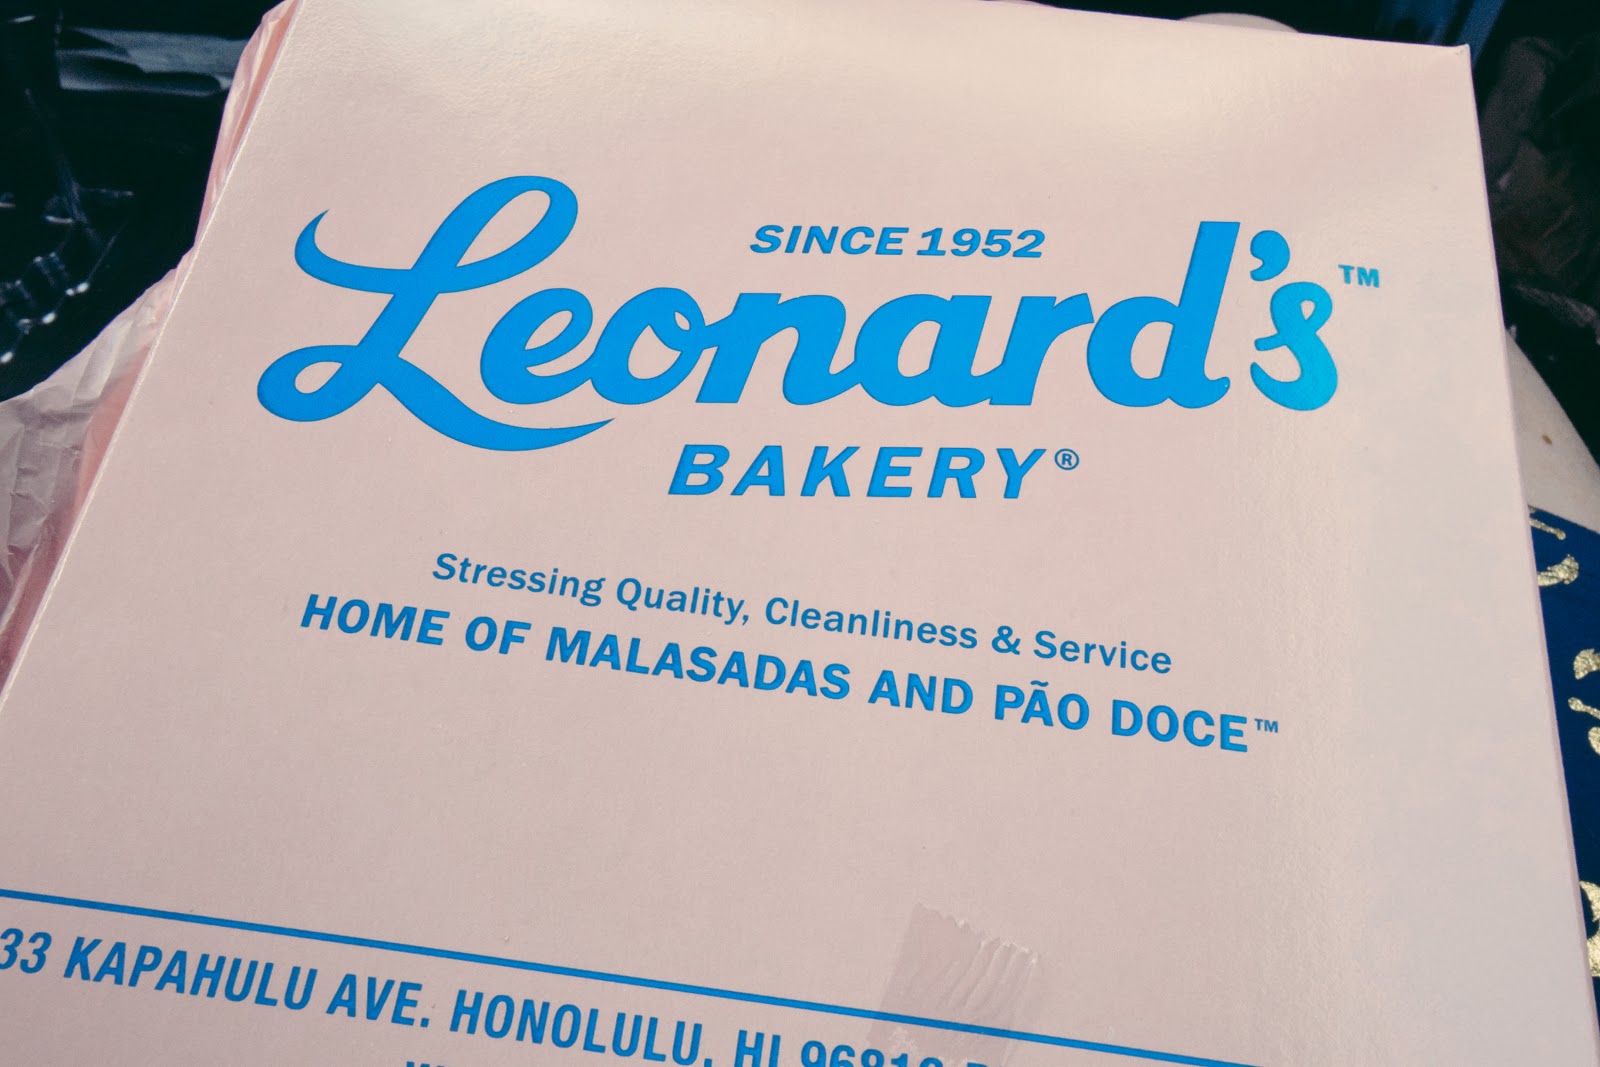 SINCE 1952
Leonard's™
BAKERY®
Stressing Quality, Cleanliness & Service
HOME OF MALASADAS AND PÃO DOCE™
33 KAPAHULU AVE. HONOLULU, HI